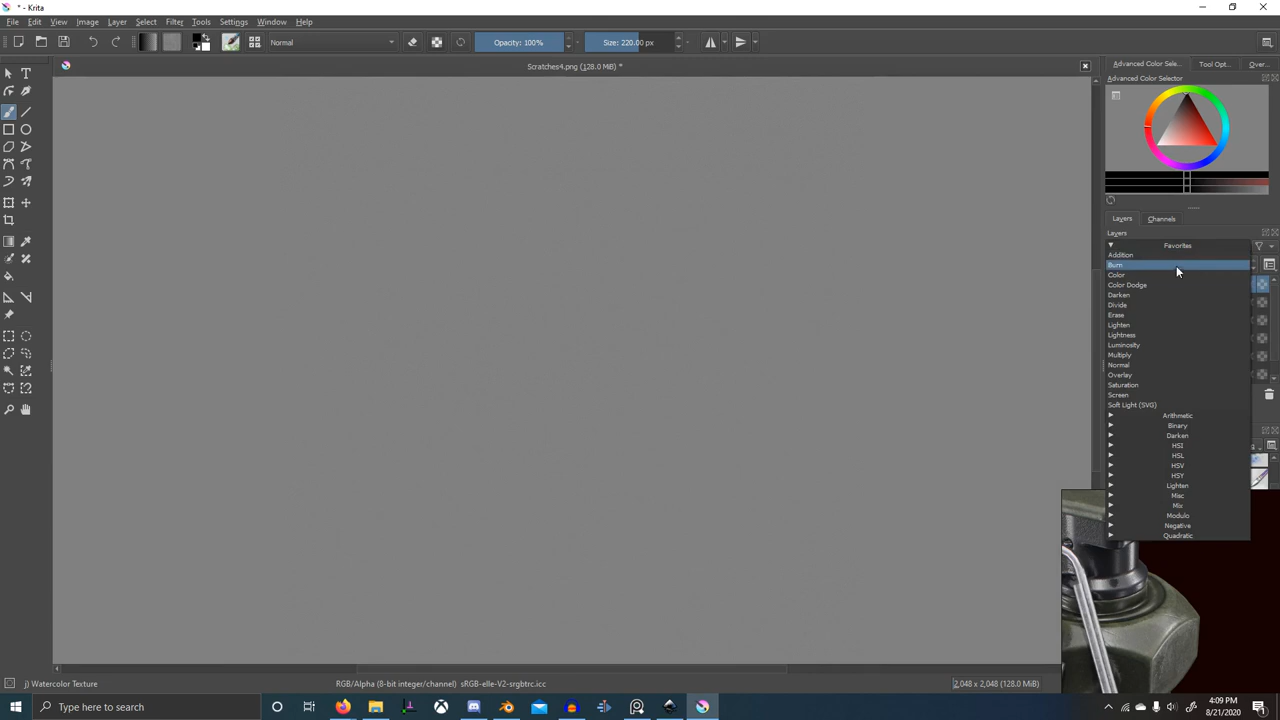 * - Krita
File Edit View Image Layer Select Filter Tools Settings Window Help
Normal Opacity: 100% Size: 220.00 px
Scratches4.png (128.0 MiB) *
Advanced Color Sele... Tool Opt... Over...
Advanced Color Selector
Layers Channels
Layers
Favorites
Addition
Burn
Color
Color Dodge
Darken
Divide
Erase
Lighten
Lightness
Luminosity
Multiply
Normal
Overlay
Saturation
Screen
Soft Light (SVG)
Arithmetic
Binary
Darken
HSI
HSL
HSV
HSY
Lighten
Misc
Mix
Modulo
Negative
Quadratic
j) Watercolor Texture
RGB/Alpha (8-bit integer/channel) sRGB-elle-V2-srgbtrc.icc
2,048 x 2,048 (128.0 MiB)
Type here to search
4:09 PM
8/21/2020